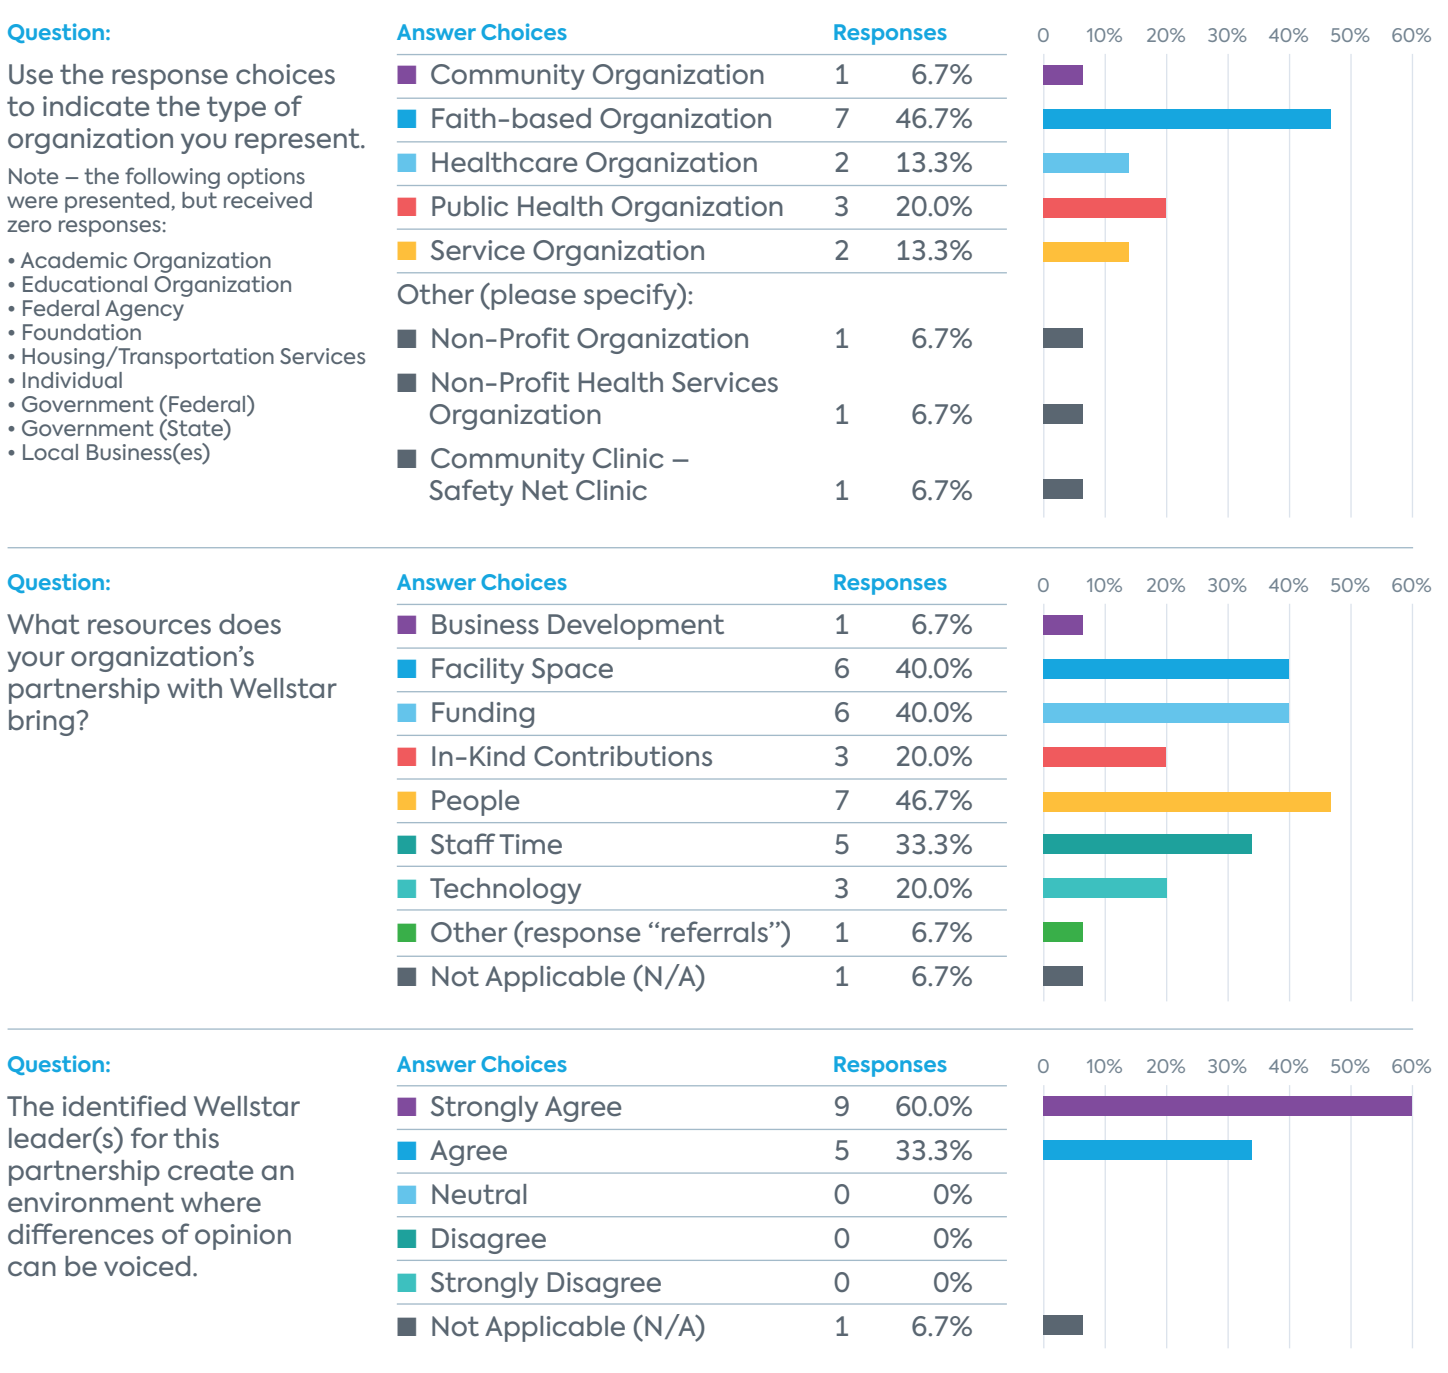 Question:
Use the response choices
to indicate the type of
organization you represent.
Note – the following options
were presented, but received
zero responses:
• Academic Organization
• Educational Organization
• Federal Agency
• Foundation
• Housing/Transportation Services
• Individual
• Government (Federal)
• Government (State)
• Local Business(es)
Answer Choices Responses
Community Organization 1 6.7%
Faith-based Organization 7 46.7%
Healthcare Organization 2 13.3%
Public Health Organization 3 20.0%
Service Organization 2 13.3%
Other (please specify):
Non-Profit Organization 1 6.7%
Non-Profit Health Services
Organization 1 6.7%
Community Clinic –
Safety Net Clinic 1 6.7%
0 10% 20% 30% 40% 50% 60%
Question:
What resources does
your organization’s
partnership with Wellstar
bring?
Answer Choices Responses
Business Development 1 6.7%
Facility Space 6 40.0%
Funding 6 40.0%
In-Kind Contributions 3 20.0%
People 7 46.7%
Staff Time 5 33.3%
Technology 3 20.0%
Other (response “referrals”) 1 6.7%
Not Applicable (N/A) 1 6.7%
0 10% 20% 30% 40% 50% 60%
Question:
The identified Wellstar
leader(s) for this
partnership create an
environment where
differences of opinion
can be voiced.
Answer Choices Responses
Strongly Agree 9 60.0%
Agree 5 33.3%
Neutral 0 0%
Disagree 0 0%
Strongly Disagree 0 0%
Not Applicable (N/A) 1 6.7%
0 10% 20% 30% 40% 50% 60%